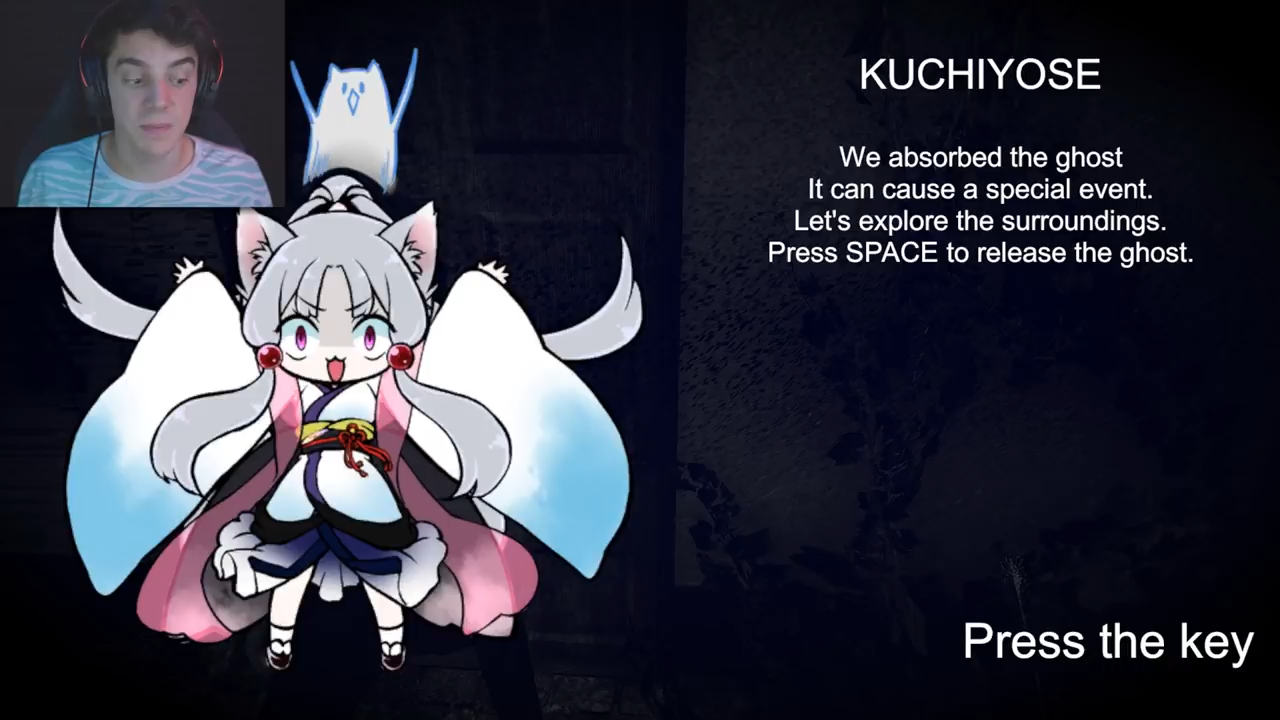 KUCHIYOSE
We absorbed the ghost
It can cause a special event.
Let's explore the surroundings.
Press SPACE to release the ghost.
Press the key